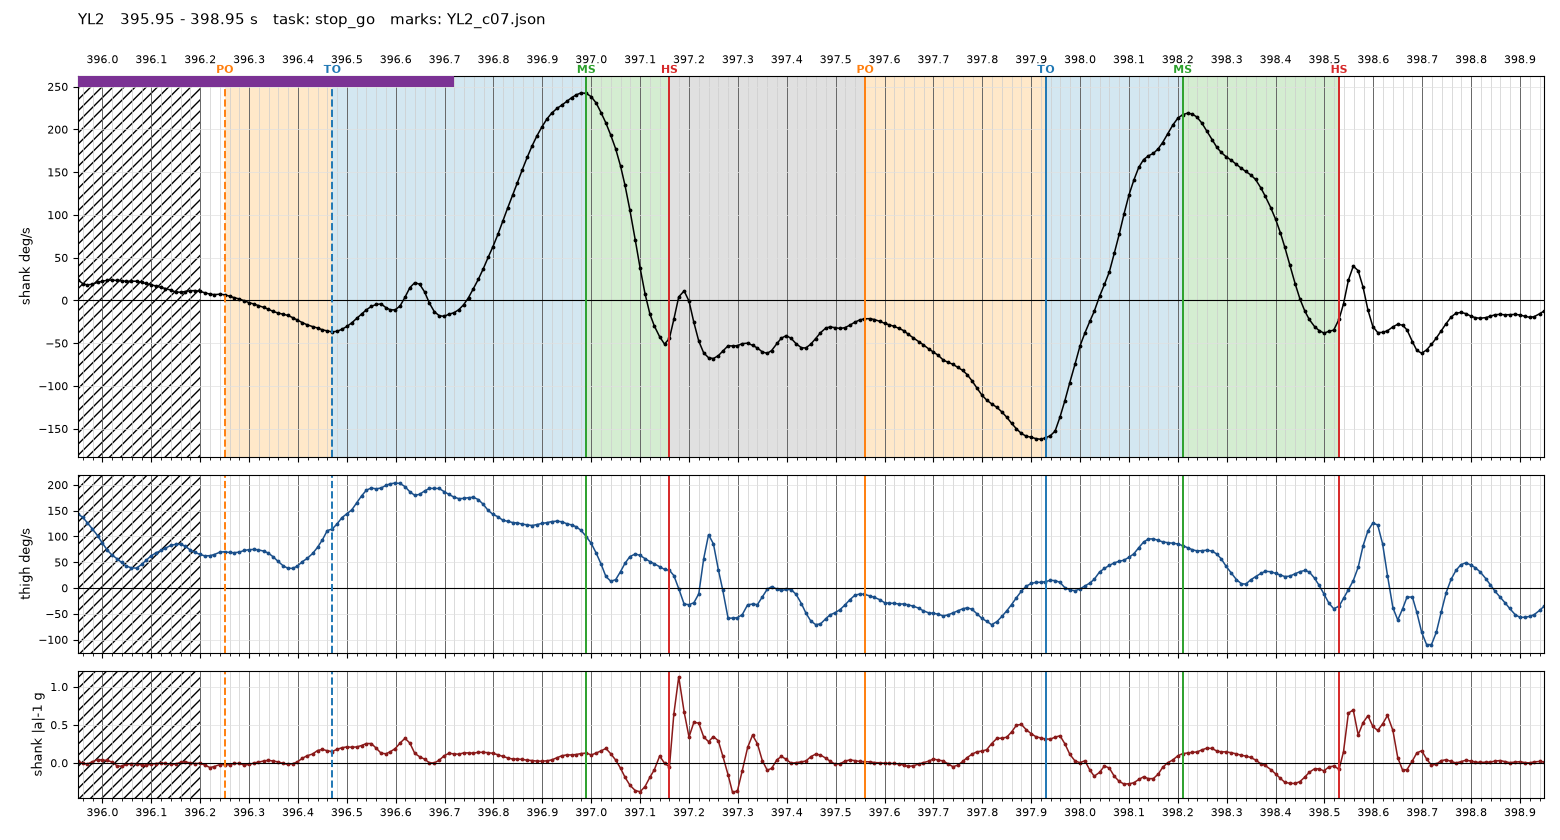 YL2 395.95 - 398.95 s task: stop_go marks: YL2_c07.json
396.0 396.1 396.2 396.3 396.4 396.5 396.6 396.7 396.8 396.9 397.0 397.1 397.2 397.3 397.4 397.5 397.6 397.7 397.8 397.9 398.0 398.1 398.2 398.3 398.4 398.5 398.6 398.7 398.8 398.9
PO TO MS HS PO TO MS HS
250
200
150
100
50
0
−50
−100
−150
shank deg/s
200
150
100
50
0
−50
−100
thigh deg/s
1.0
0.5
0.0
shank |a|-1 g
396.0 396.1 396.2 396.3 396.4 396.5 396.6 396.7 396.8 396.9 397.0 397.1 397.2 397.3 397.4 397.5 397.6 397.7 397.8 397.9 398.0 398.1 398.2 398.3 398.4 398.5 398.6 398.7 398.8 398.9